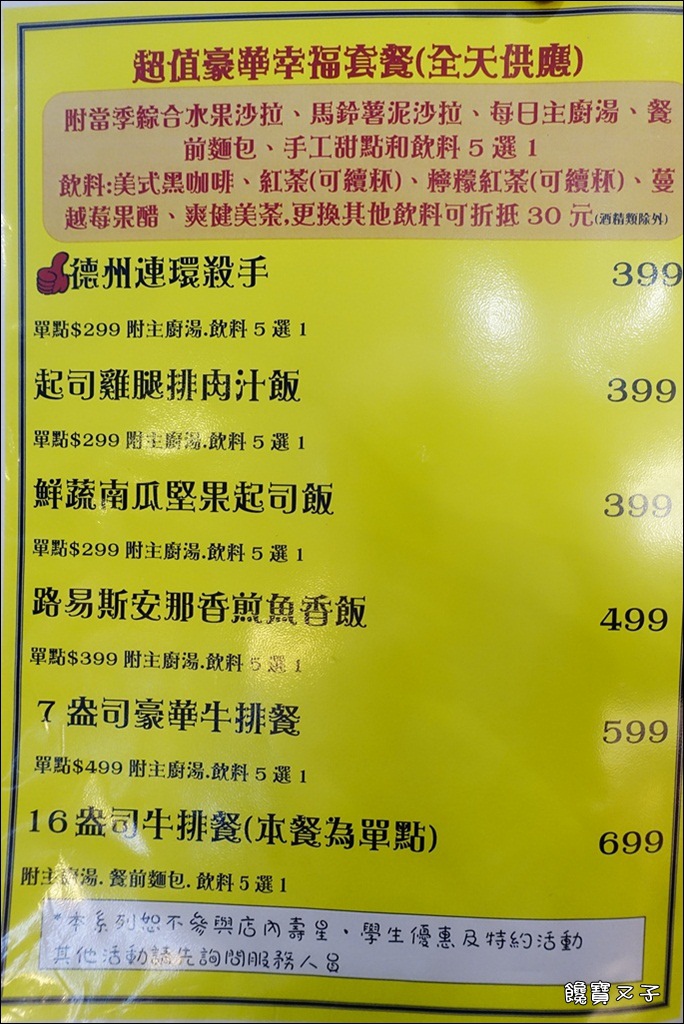 超值豪華幸福套餐(全天供應)
附當季綜合水果沙拉、馬鈴薯泥沙拉、每日主廚湯、餐
前麵包、手工甜點和飲料 5 選 1
飲料:美式黑咖啡、紅茶(可續杯)、檸檬紅茶(可續杯)、蔓
越莓果醋、爽健美茶,更換其他飲料可折抵 30 元(酒精類除外)
德州連環殺手 399
單點$299 附主廚湯.飲料 5 選 1
起司雞腿排肉汁飯 399
單點$299 附主廚湯.飲料 5 選 1
鮮蔬南瓜堅果起司飯 399
單點$299 附主廚湯.飲料 5 選 1
路易斯安那香煎魚香飯 499
單點$399 附主廚湯.飲料 5 選 1
7 盎司豪華牛排餐 599
單點$499 附主廚湯.飲料 5 選 1
16 盎司牛排餐(本餐為單點) 699
附主廚湯. 餐前麵包. 飲料 5 選 1
*本系列恕不參與店內壽星、學生優惠及特約活動
其他活動請先詢問服務人員
饞寶ㄡ子